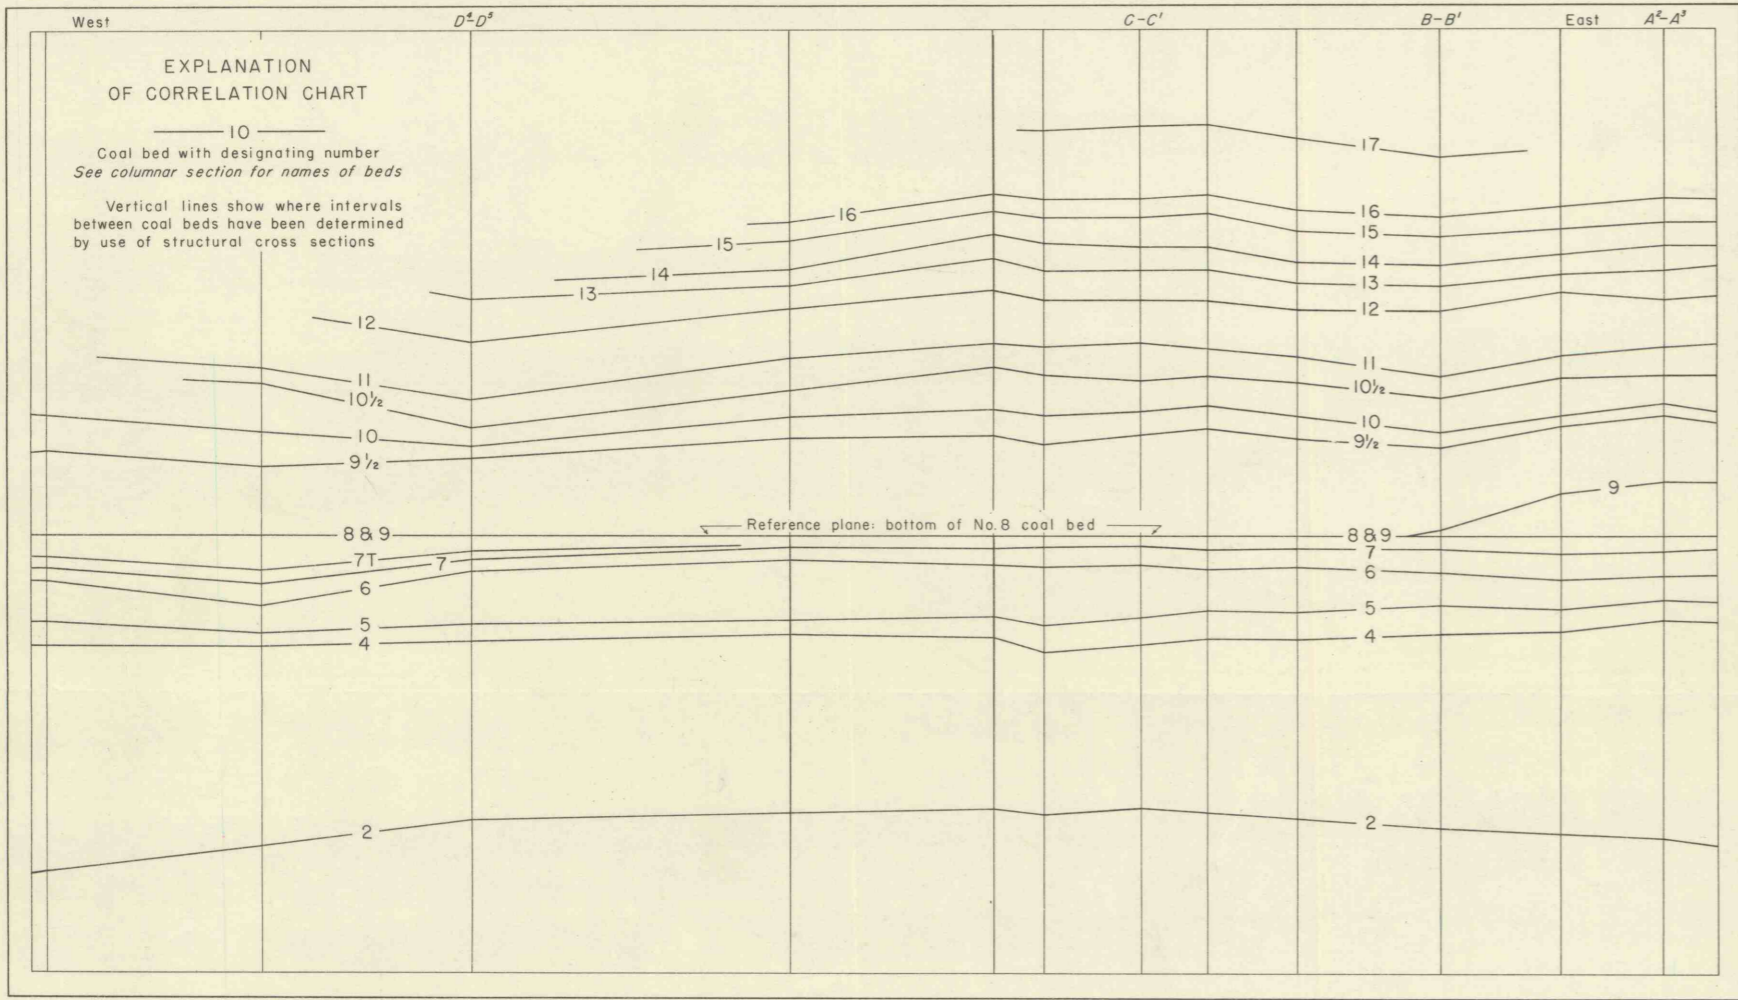 West D⁴-D⁵ C-C' B-B' East A²-A³
EXPLANATION
OF CORRELATION CHART
10
Coal bed with designating number
See columnar section for names of beds
Vertical lines show where intervals
between coal beds have been determined
by use of structural cross sections
17
16 16
15 15
14 14
13 13
12 12
11 11
10½ 10½
10 10
9½ 9½
9
Reference plane: bottom of No. 8 coal bed
8 & 9 8 & 9
7T 7 7
6 6
5 5
4 4
2 2